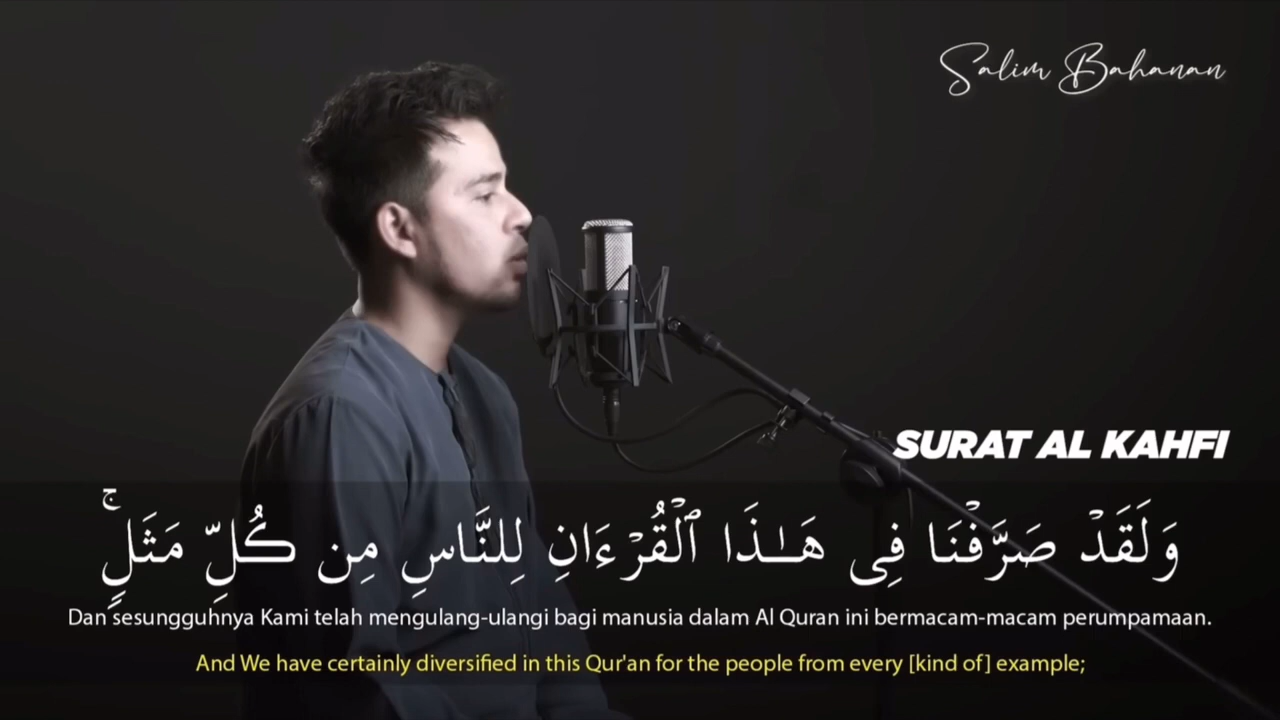 Salim Bahanan
SURAT AL KAHFI
وَلَقَدْ صَرَّفْنَا فِى هَـٰذَا ٱلْقُرْءَانِ لِلنَّاسِ مِن كُلِّ مَثَلٍ ۚ
Dan sesungguhnya Kami telah mengulang-ulangi bagi manusia dalam Al Quran ini bermacam-macam perumpamaan.
And We have certainly diversified in this Qur'an for the people from every [kind of] example;